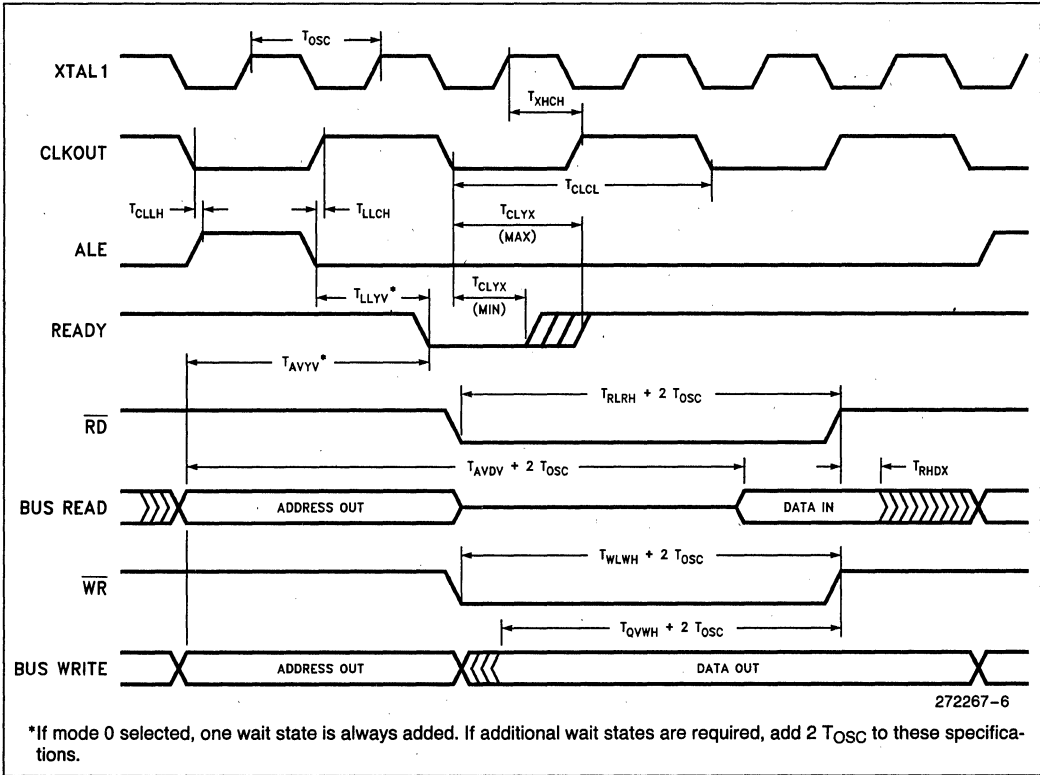 T_OSC
XTAL1
T_XHCH
CLKOUT
T_CLCL
T_CLLH
T_LLCH
T_CLYX
(MAX)
ALE
T_LLYV*
T_CLYX
(MIN)
READY
T_AVYV*
T_RLRH + 2 T_OSC
RD
T_AVDV + 2 T_OSC
T_RHDX
BUS READ
ADDRESS OUT
DATA IN
T_WLWH + 2 T_OSC
WR
T_QVWH + 2 T_OSC
BUS WRITE
ADDRESS OUT
DATA OUT
272267-6
*If mode 0 selected, one wait state is always added. If additional wait states are required, add 2 T_OSC to these specifica-
tions.